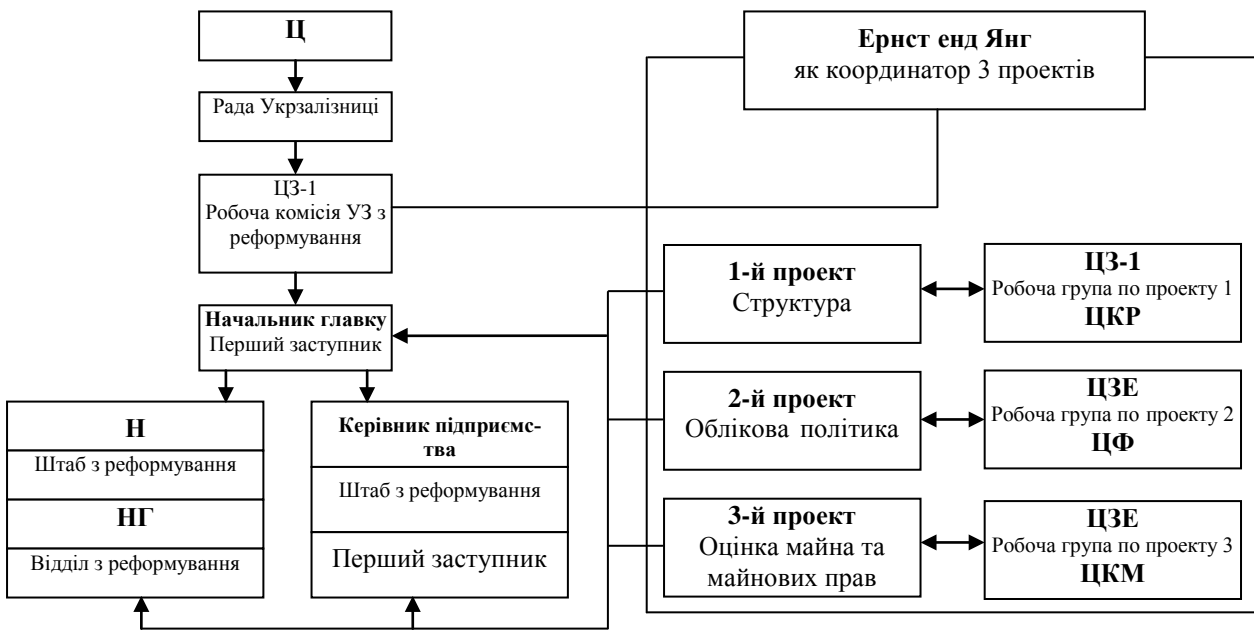 Ц
Рада Укрзалізниці
ЦЗ-1
Робоча комісія УЗ з
реформування
Начальник главку
Перший заступник
Н
Штаб з реформування
НГ
Відділ з реформування
Керівник підприємс-
тва
Штаб з реформування
Перший заступник
Ернст енд Янг
як координатор 3 проектів
1-й проект
Структура
ЦЗ-1
Робоча група по проекту 1
ЦКР
2-й проект
Облікова політика
ЦЗЕ
Робоча група по проекту 2
ЦФ
3-й проект
Оцінка майна та
майнових прав
ЦЗЕ
Робоча група по проекту 3
ЦКМ